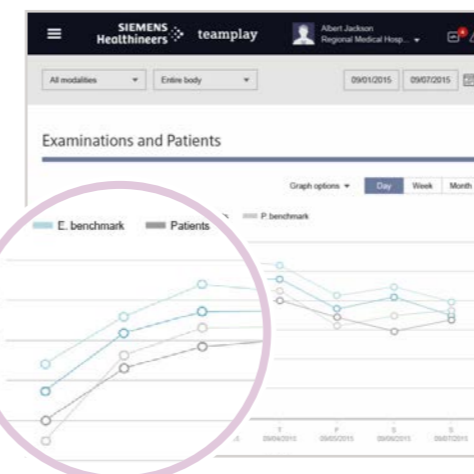 SIEMENS
Healthineers
teamplay
Albert Jackson
Regional Medical Hosp...
All modalities
Entire body
09/01/2015
09/07/2015
Examinations and Patients
Graph options
Day
Week
Month
E. benchmark
Patients
P. benchmark
T
F
S
S
09/04/2015
09/05/2015
09/06/2015
09/07/2015